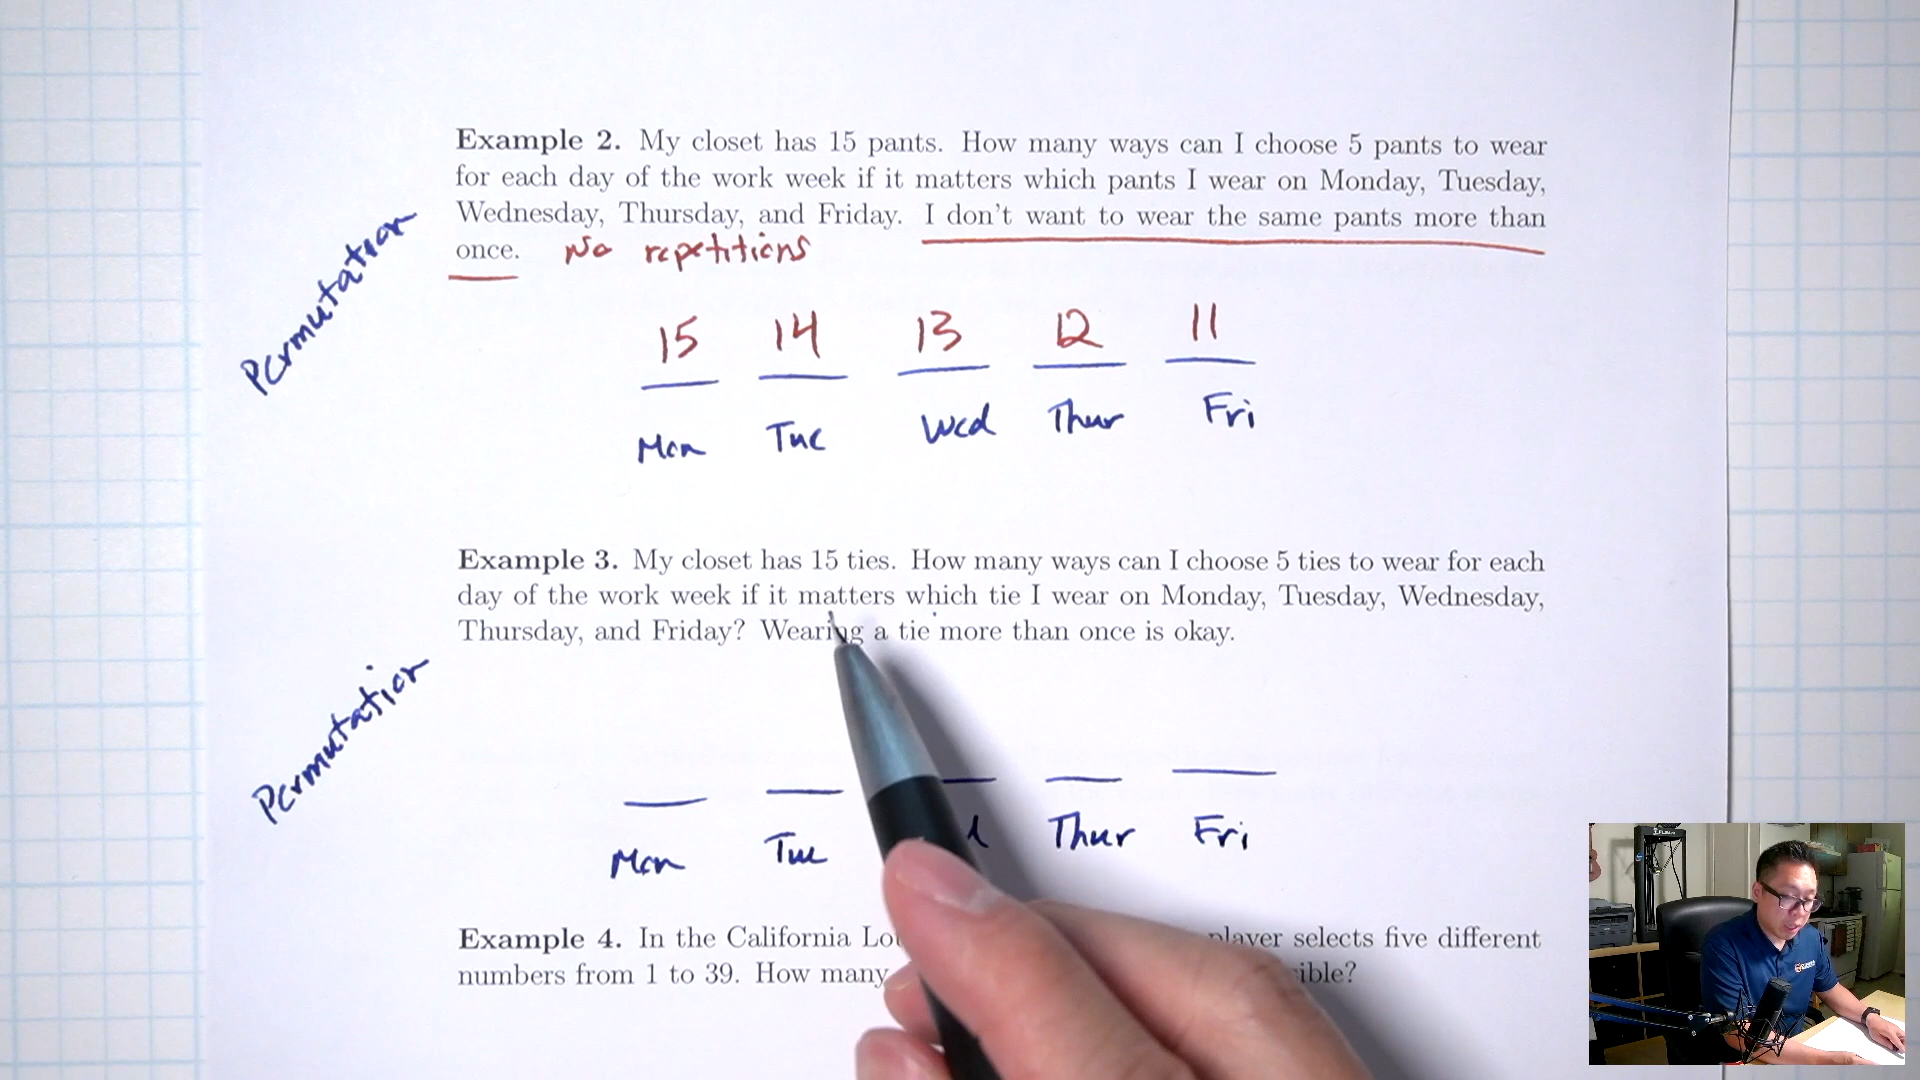 Example 2. My closet has 15 pants. How many ways can I choose 5 pants to wear
for each day of the work week if it matters which pants I wear on Monday, Tuesday,
Wednesday, Thursday, and Friday. I don't want to wear the same pants more than
once. No repetitions
Permutation
15 14 13 12 11
Mon Tue Wed Thur Fri
Example 3. My closet has 15 ties. How many ways can I choose 5 ties to wear for each
day of the work week if it matters which tie I wear on Monday, Tuesday, Wednesday,
Thursday, and Friday? Wearing a tie more than once is okay.
Permutation
Mon Tue Thur Fri
Example 4. In the California player selects five different
numbers from 1 to 39. How many